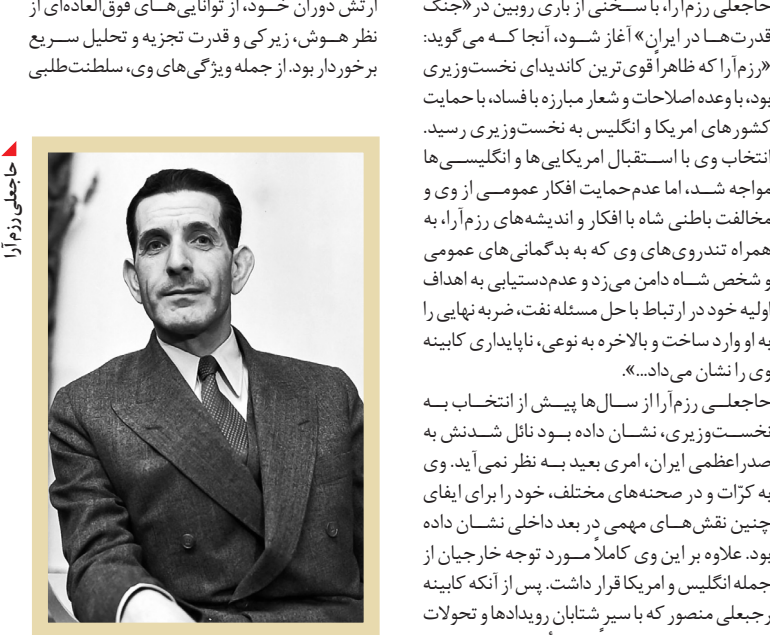 حاجعلی رزم‌آرا، با سخنی از باری روبین در «جنگ
قدرت‌ها در ایران» آغاز شود، آنجا که می‌گوید:
«رزم‌آرا که ظاهراً قوی‌ترین کاندیدای نخست‌وزیری
بود، با وعده اصلاحات و شعار مبارزه با فساد، با حمایت
کشورهای امریکا و انگلیس به نخست‌وزیری رسید.
انتخاب وی با استقبال امریکایی‌ها و انگلیسی‌ها
مواجه شد، اما عدم‌حمایت افکار عمومی از وی و
مخالفت باطنی شاه با افکار و اندیشه‌های رزم‌آرا، به
همراه تندروی‌های وی که به بدگمانی‌های عمومی
و شخص شاه دامن می‌زد و عدم‌دستیابی به اهداف
اولیه خود در ارتباط با حل مسئله نفت، ضربه نهایی را
به او وارد ساخت و بالاخره به نوعی، ناپایداری کابینه
وی را نشان می‌داد...».
حاجعلی رزم‌آرا از سال‌ها پیش از انتخاب به
نخست‌وزیری، نشان داده بود نائل شدنش به
صدراعظمی ایران، امری بعید به نظر نمی‌آید. وی
به کرّات و در صحنه‌های مختلف، خود را برای ایفای
چنین نقش‌های مهمی در بعد داخلی نشان داده
بود. علاوه بر این وی کاملاً مورد توجه خارجیان از
جمله انگلیس و امریکا قرار داشت. پس از آنکه کابینه
رجبعلی منصور که با سیر شتابان رویدادها و تحولات
ارتش دوران خود، از توانایی‌های فوق‌العاده‌ای از
نظر هوش، زیرکی و قدرت تجزیه و تحلیل سریع
برخوردار بود. از جمله ویژگی‌های وی، سلطنت‌طلبی
حاجعلی رزم آرا